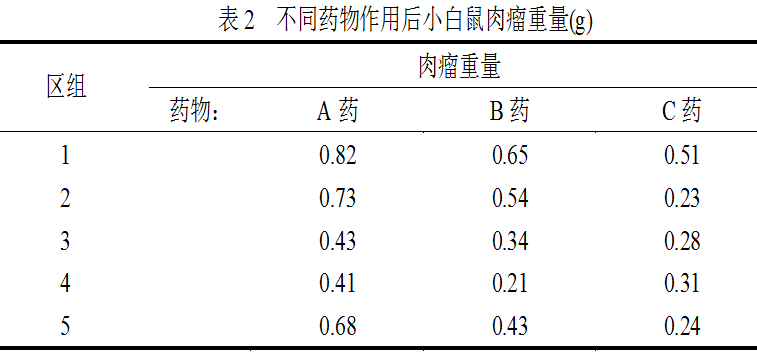 表 2 不同药物作用后小白鼠肉瘤重量(g)
区组 肉瘤重量
药物： A 药 B 药 C 药
1 0.82 0.65 0.51
2 0.73 0.54 0.23
3 0.43 0.34 0.28
4 0.41 0.21 0.31
5 0.68 0.43 0.24